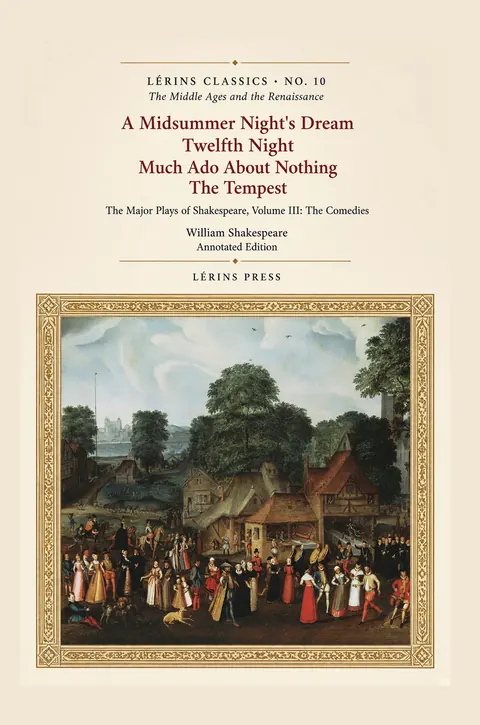 LÉRINS CLASSICS • NO. 10
The Middle Ages and the Renaissance
A Midsummer Night's Dream
Twelfth Night
Much Ado About Nothing
The Tempest
The Major Plays of Shakespeare, Volume III: The Comedies
William Shakespeare
Annotated Edition
LÉRINS PRESS